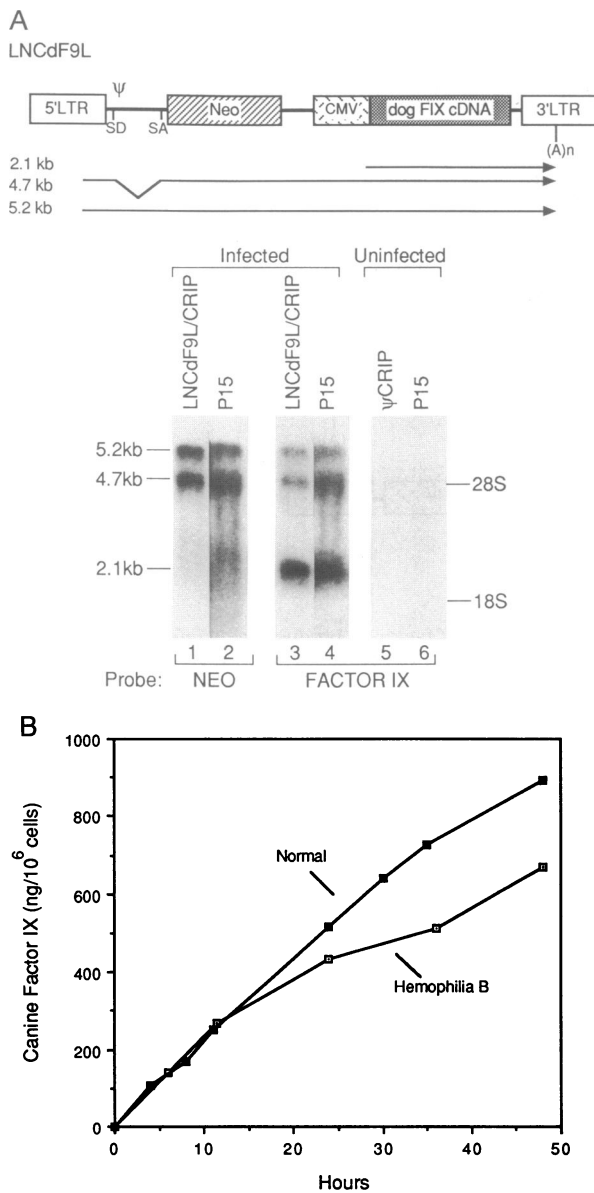 A
LNCdF9L
Ψ
5'LTR
Neo
CMV
dog FIX cDNA
3'LTR
SD
SA
(A)n
2.1 kb
4.7 kb
5.2 kb
Infected
Uninfected
LNCdF9L/CRIP
P15
LNCdF9L/CRIP
P15
ψCRIP
P15
5.2kb
4.7kb
28S
2.1kb
18S
1 2 3 4 5 6
Probe: NEO FACTOR IX
B
1000
800
600
400
200
0
Canine Factor IX (ng/10⁶ cells)
Normal
Hemophilia B
0 10 20 30 40 50
Hours